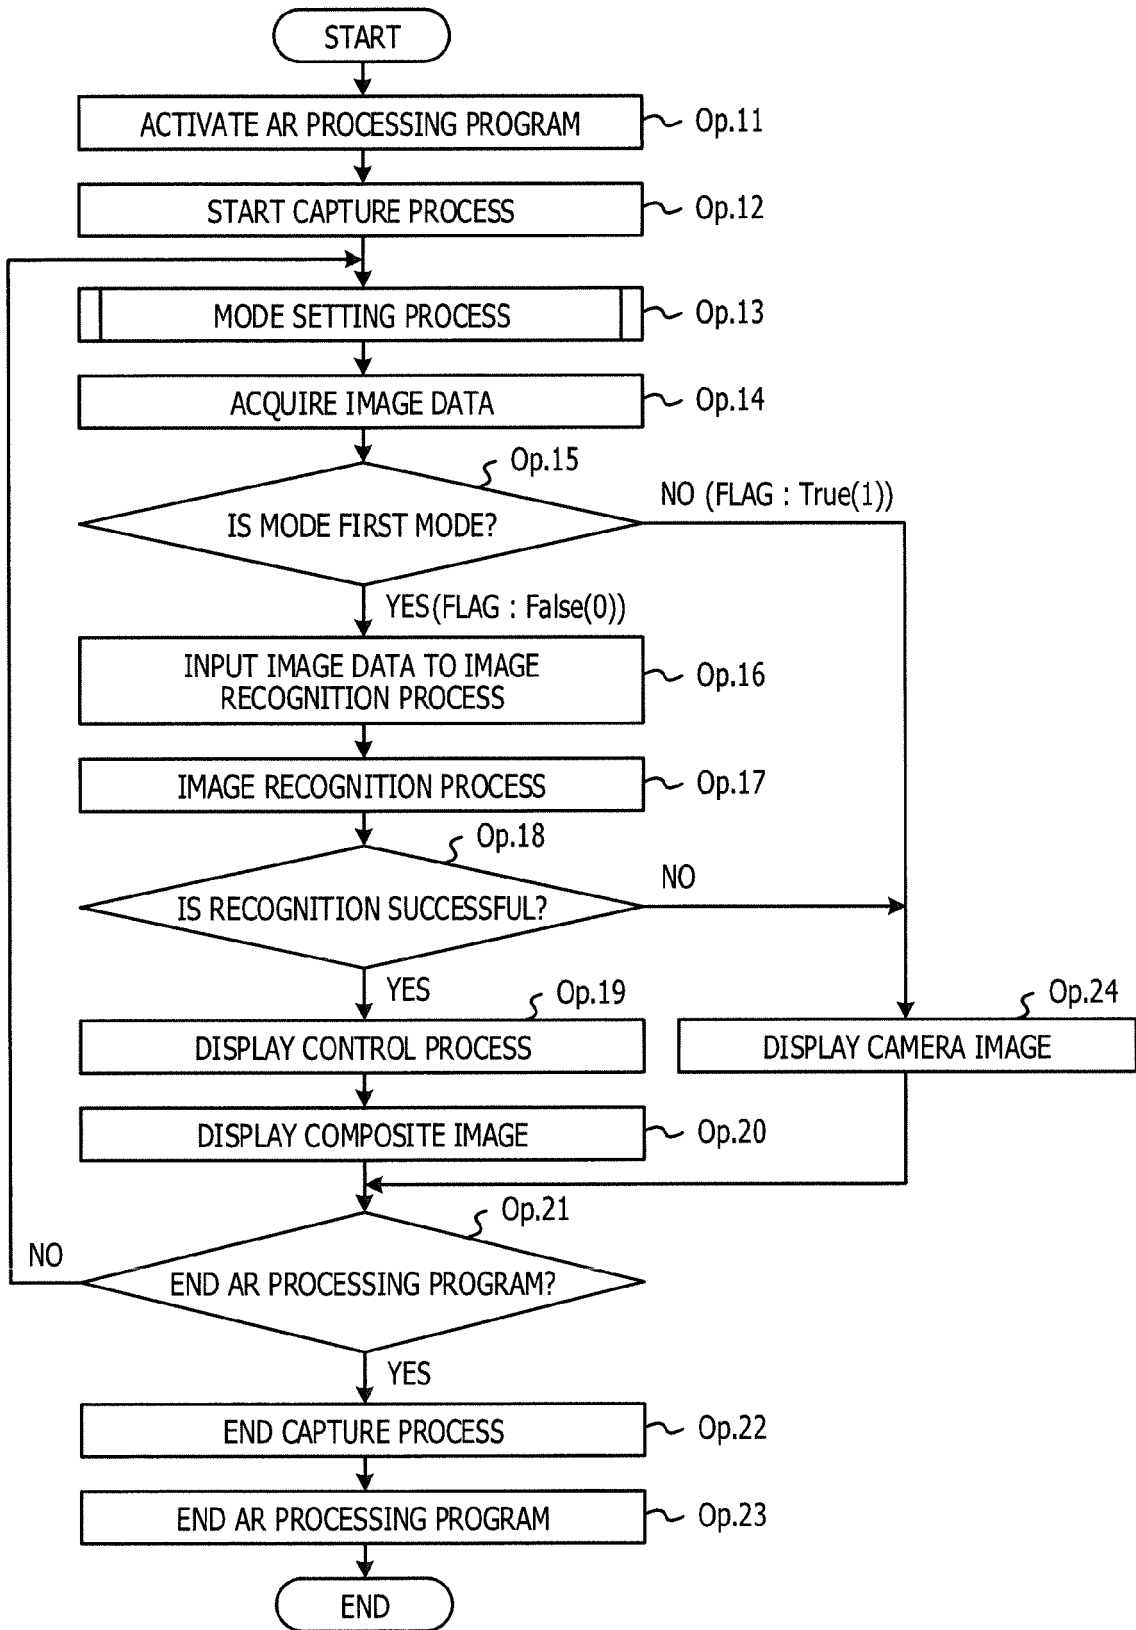 START
ACTIVATE AR PROCESSING PROGRAM
Op.11
START CAPTURE PROCESS
Op.12
MODE SETTING PROCESS
Op.13
ACQUIRE IMAGE DATA
Op.14
Op.15
IS MODE FIRST MODE?
NO (FLAG : True(1))
YES(FLAG : False(0))
INPUT IMAGE DATA TO IMAGE
RECOGNITION PROCESS
Op.16
IMAGE RECOGNITION PROCESS
Op.17
Op.18
IS RECOGNITION SUCCESSFUL?
NO
YES
Op.19
DISPLAY CONTROL PROCESS
Op.24
DISPLAY CAMERA IMAGE
DISPLAY COMPOSITE IMAGE
Op.20
Op.21
END AR PROCESSING PROGRAM?
NO
YES
END CAPTURE PROCESS
Op.22
END AR PROCESSING PROGRAM
Op.23
END